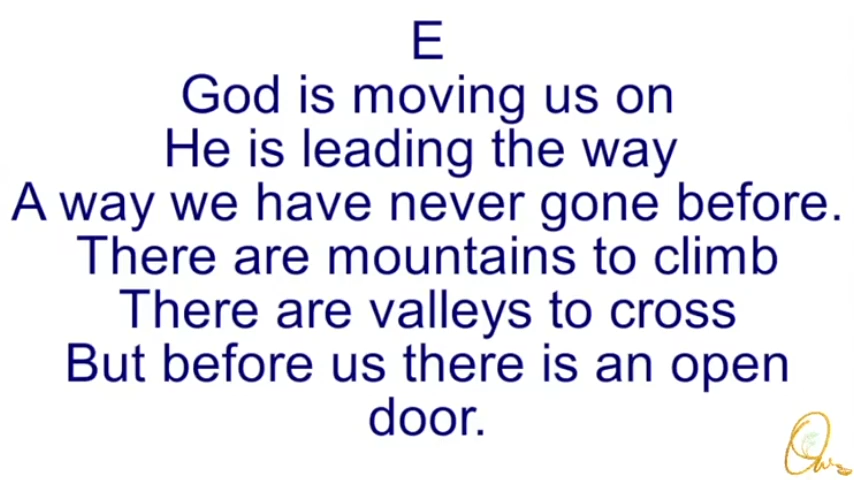 E
God is moving us on
He is leading the way
A way we have never gone before.
There are mountains to climb
There are valleys to cross
But before us there is an open
door.